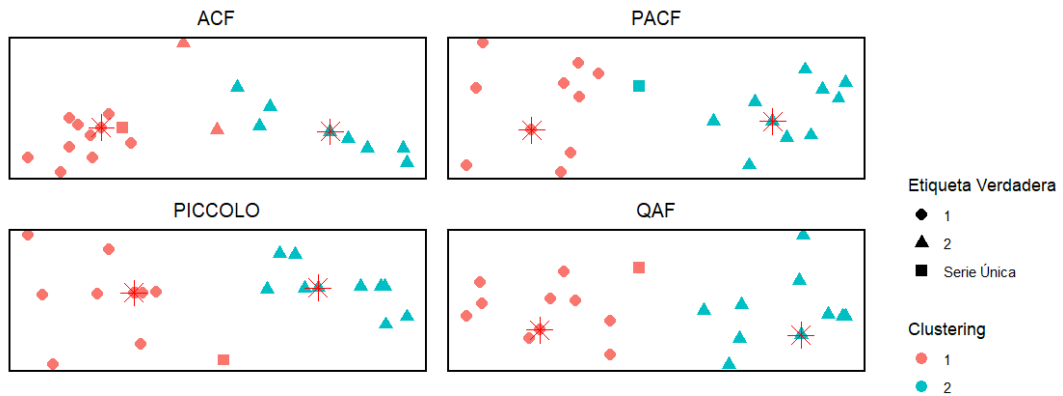 ACF
PACF
PICCOLO
QAF
Etiqueta Verdadera
1
2
Serie Única
Clustering
1
2